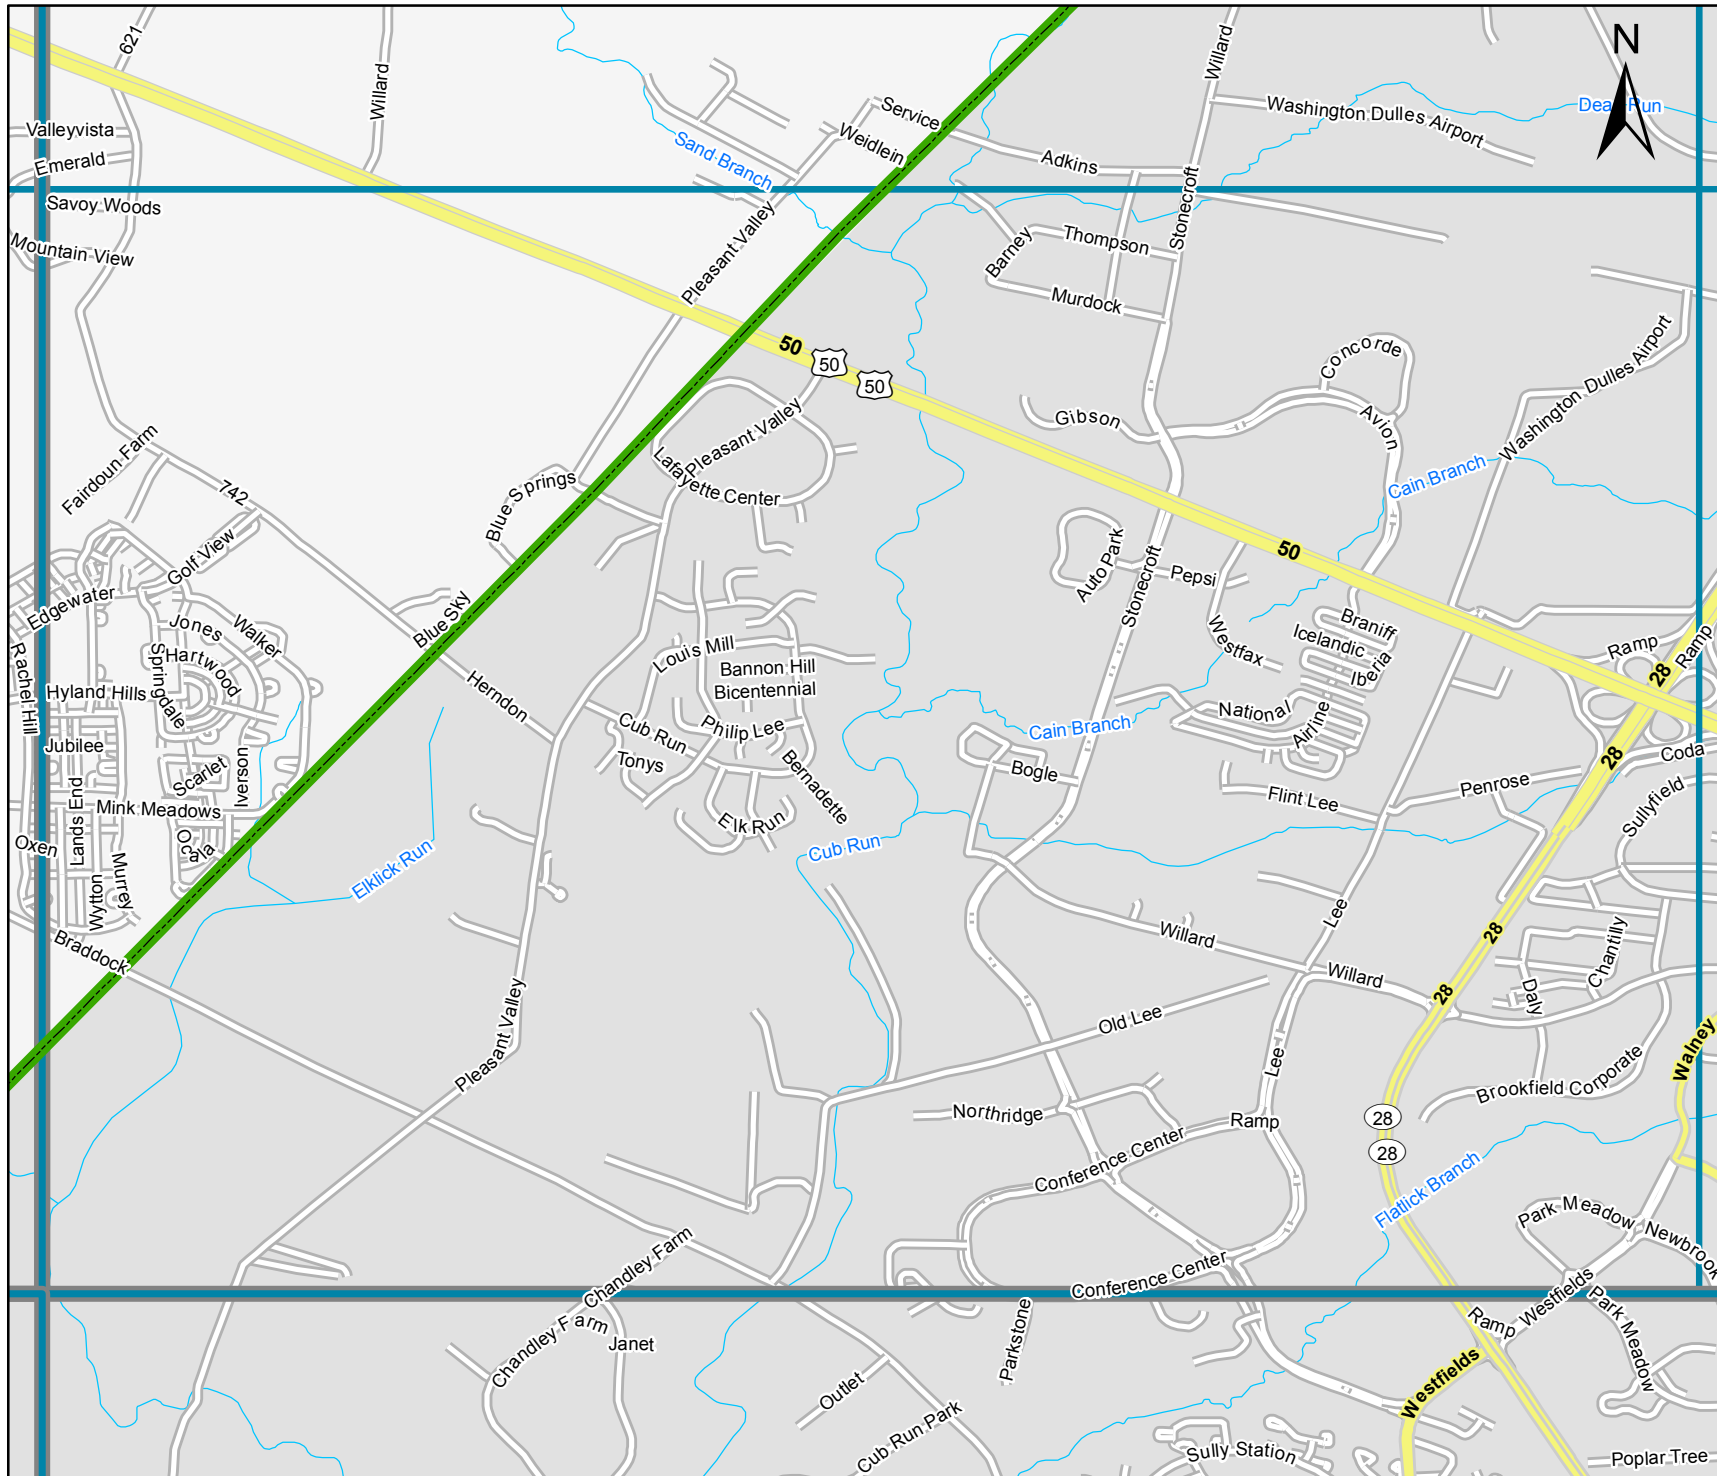 N
621
Willard
Willard
Valleyvista
Emerald
Savoy Woods
Mountain View
Service
Weidlein
Sand Branch
Adkins
Washington Dulles Airport
Stonecroft
Pleasant Valley
Barney
Thompson
Murdock
50
50
50
Concorde
Avion
Gibson
Washington Dulles Airport
Cain Branch
Fairdoun Farm
742
Pleasant Valley
Lafayette Center
Blue Springs
Golf View
Edgewater
Blue Sky
Jones
Walker
Hartwood
Springdale
Rachel Hill
Hyland Hills
Jubilee
Scarlet
Iverson
Lands End
Mink Meadows
Ocala
Oxen
Wytton
Murrey
Braddock
Herndon
Louis Mill
Bannon Hill
Bicentennial
Cub Run
Philip Lee
Tonys
Bernadette
Elk Run
Elklick Run
Cub Run
Auto Park
Stonecroft
Pepsi
50
Westfax
Braniff
Icelandic
Iberia
National
Airline
Cain Branch
Bogle
Flint Lee
Penrose
Ramp
Ramp
28
28
Coda
Sullyfield
Lee
Willard
Willard
28
28
Chantilly
Daly
Old Lee
Lee
Pleasant Valley
Northridge
Conference Center
Ramp
28
28
Brookfield Corporate
Walney
Flatlick Branch
Park Meadow
Newbrook
Conference Center
Chandley Farm
Chandley Farm
Janet
Parkstone
Outlet
Cub Run Park
Ramp
Westfields
Park Meadow
Westfields
Sully Station
Poplar Tree